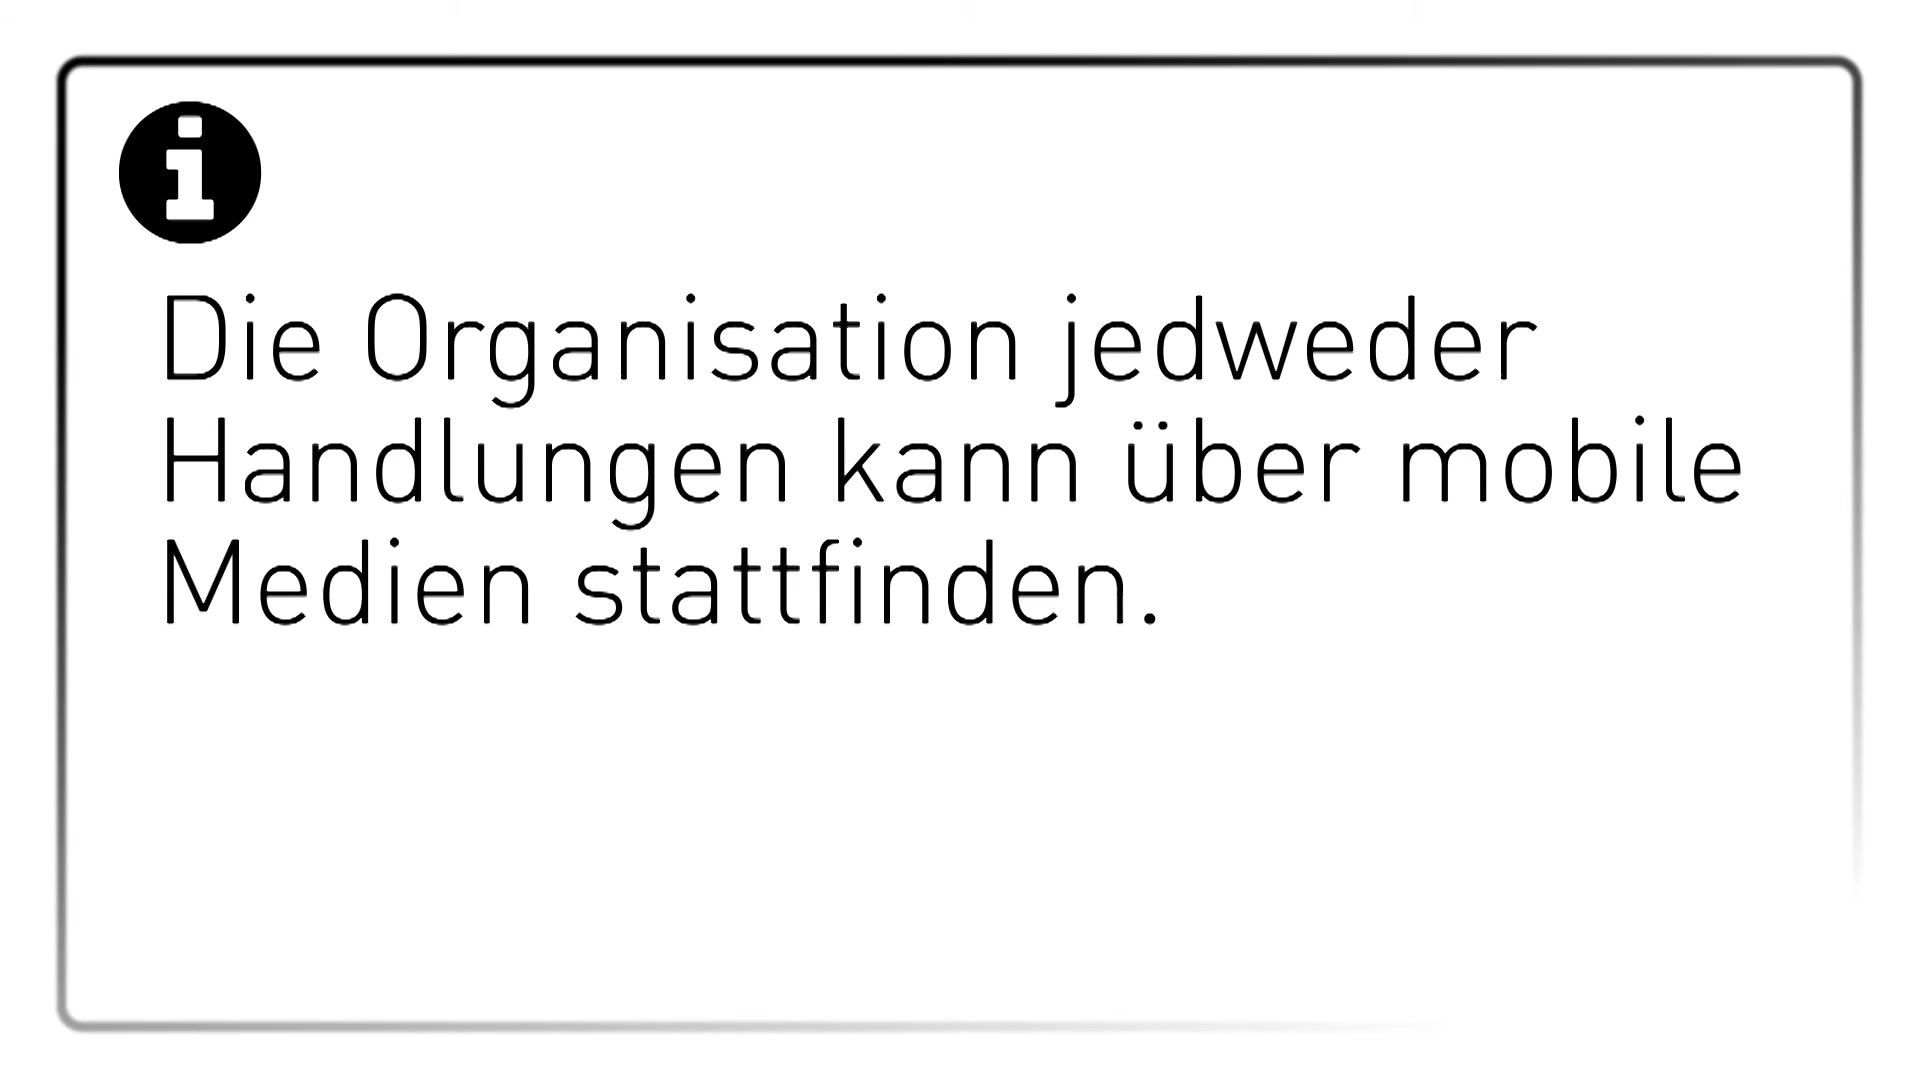 Die Organisation jedweder
Handlungen kann über mobile
Medien stattfinden.